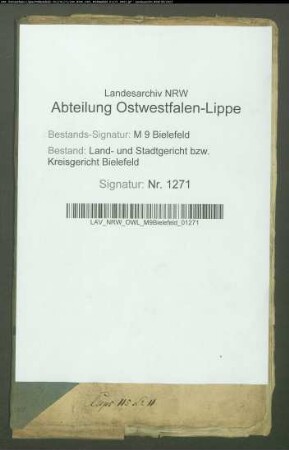 Landesarchiv NRW
Abteilung Ostwestfalen-Lippe
Bestands-Signatur: M 9 Bielefeld
Bestand: Land- und Stadtgericht bzw.
Kreisgericht Bielefeld
Signatur: Nr. 1271
LAV_NRW_OWL_M9Bielefeld_01271